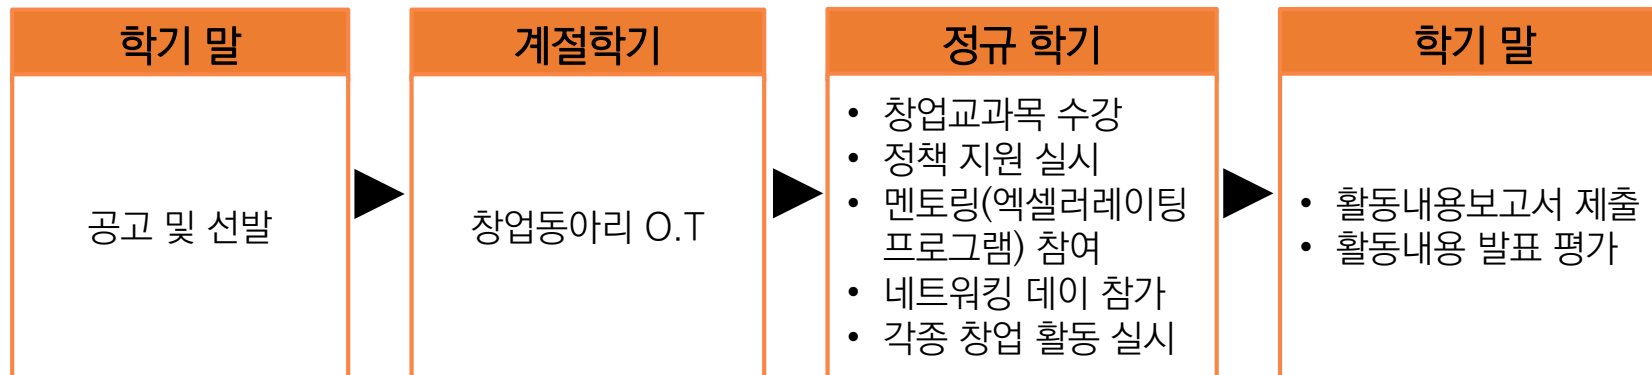 학기 말
공고 및 선발
계절학기
창업동아리 O.T
정규 학기
• 창업교과목 수강
• 정책 지원 실시
• 멘토링(엑셀러레이팅
프로그램) 참여
• 네트워킹 데이 참가
• 각종 창업 활동 실시
학기 말
• 활동내용보고서 제출
• 활동내용 발표 평가